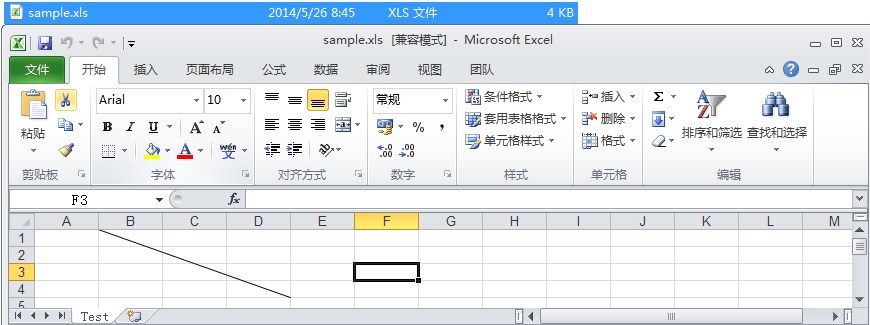 sample.xls 2014/5/26 8:45 XLS 文件 4 KB
sample.xls [兼容模式] - Microsoft Excel
文件 开始 插入 页面布局 公式 数据 审阅 视图 团队
Arial 10 常规 条件格式 插入 Σ
粘贴 B I U A A % , 套用表格格式 删除 排序和筛选 查找和选择
A wén 文 .00 .00 单元格样式 格式
剪贴板 字体 对齐方式 数字 样式 单元格 编辑
F3 fx
A B C D E F G H I J K L M
1
2
3
4
5
Test